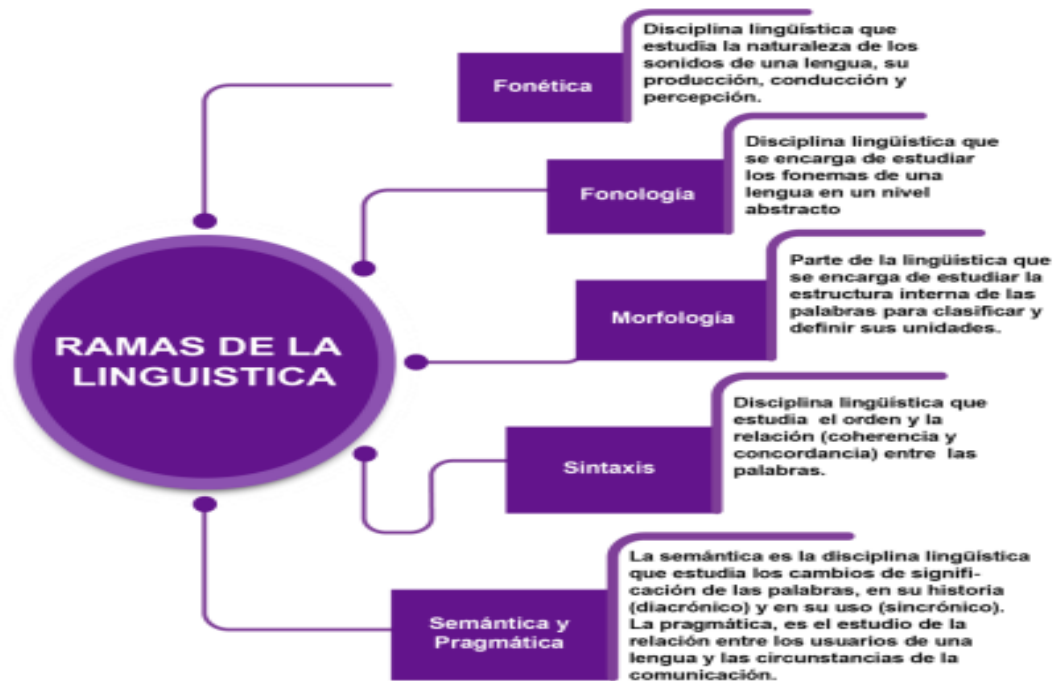 RAMAS DE LA
LINGUISTICA
Fonética
Disciplina lingüística que
estudia la naturaleza de los
sonidos de una lengua, su
producción, conducción y
percepción.
Fonología
Disciplina lingüística que
se encarga de estudiar
los fonemas de una
lengua en un nivel
abstracto
Morfología
Parte de la lingüística que
se encarga de estudiar la
estructura interna de las
palabras para clasificar y
definir sus unidades.
Sintaxis
Disciplina lingüística que
estudia el orden y la
relación (coherencia y
concordancia) entre las
palabras.
Semántica y
Pragmática
La semántica es la disciplina lingüística
que estudia los cambios de signifi-
cación de las palabras, en su historia
(diacrónico) y en su uso (sincrónico).
La pragmática, es el estudio de la
relación entre los usuarios de una
lengua y las circunstancias de la
comunicación.